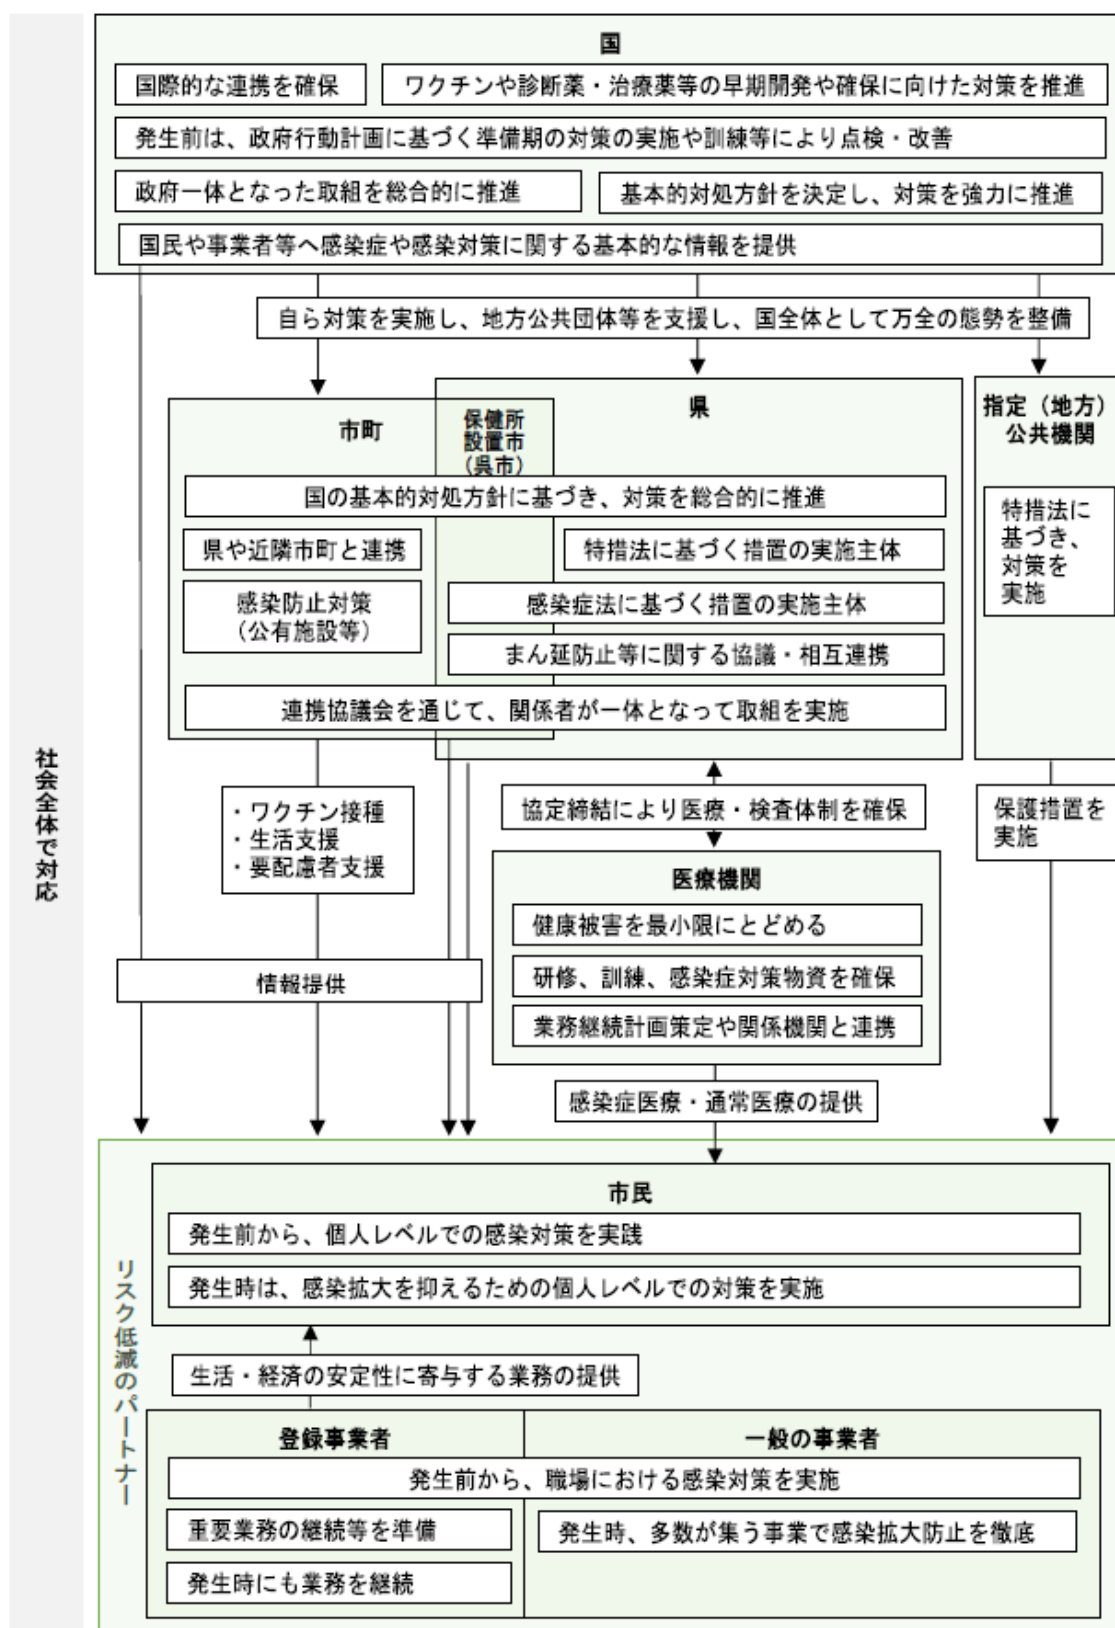 社会全体で対応
国
国際的な連携を確保
ワクチンや診断薬・治療薬等の早期開発や確保に向けた対策を推進
発生前は、政府行動計画に基づく準備期の対策の実施や訓練等により点検・改善
政府一体となった取組を総合的に推進
基本的対処方針を決定し、対策を強力に推進
国民や事業者等へ感染症や感染対策に関する基本的な情報を提供
自ら対策を実施し、地方公共団体等を支援し、国全体として万全の態勢を整備
市町
保健所
設置市
（呉市）
県
国の基本的対処方針に基づき、対策を総合的に推進
県や近隣市町と連携
特措法に基づく措置の実施主体
感染防止対策
（公有施設等）
感染症法に基づく措置の実施主体
まん延防止等に関する協議・相互連携
連携協議会を通じて、関係者が一体となって取組を実施
指定（地方）
公共機関
特措法に
基づき、
対策を
実施
・ワクチン接種
・生活支援
・要配慮者支援
協定締結により医療・検査体制を確保
保護措置を
実施
医療機関
健康被害を最小限にとどめる
研修、訓練、感染症対策物資を確保
業務継続計画策定や関係機関と連携
情報提供
感染症医療・通常医療の提供
リスク低減のパートナー
市民
発生前から、個人レベルでの感染対策を実践
発生時は、感染拡大を抑えるための個人レベルでの対策を実施
生活・経済の安定性に寄与する業務の提供
登録事業者
一般の事業者
発生前から、職場における感染対策を実施
重要業務の継続等を準備
発生時、多数が集う事業で感染拡大防止を徹底
発生時にも業務を継続